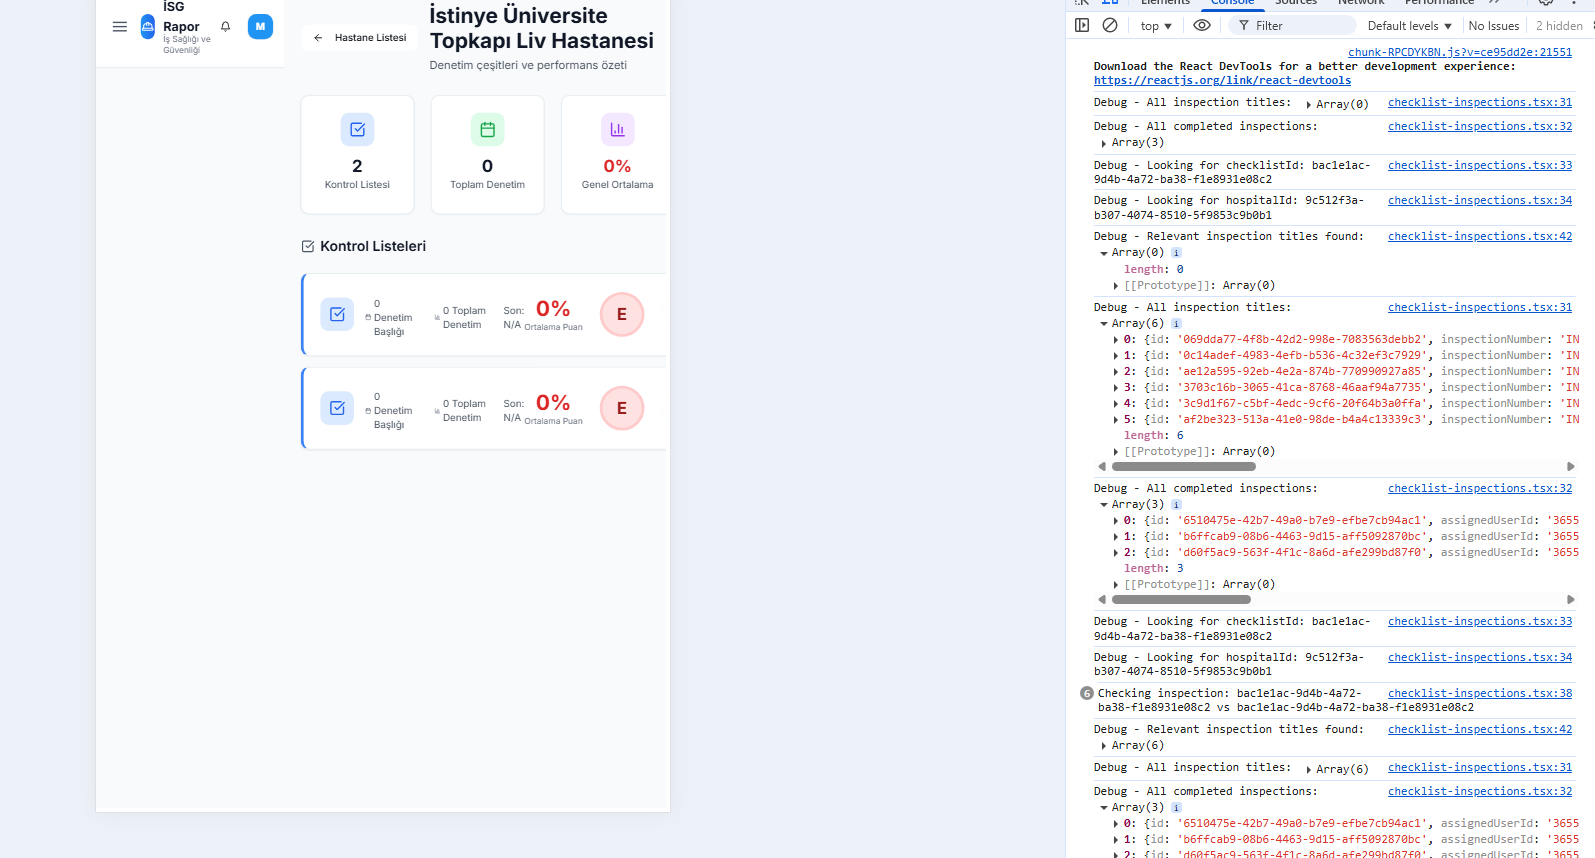 İSG
Rapor
İş Sağlığı ve
Güvenliği
M
Hastane Listesi
İstinye Üniversite
Topkapı Liv Hastanesi
Denetim çeşitleri ve performans özeti
2
Kontrol Listesi
0
Toplam Denetim
0%
Genel Ortalama
Kontrol Listeleri
0
Denetim
Başlığı
0 Toplam
Denetim
Son:
N/A
0%
Ortalama Puan
E
0
Denetim
Başlığı
0 Toplam
Denetim
Son:
N/A
0%
Ortalama Puan
E
Elements Console Sources Network Performance
top Filter Default levels No Issues 2 hidden
chunk-RPCDYKBN.js?v=ce95dd2e:21551
Download the React DevTools for a better development experience:
https://reactjs.org/link/react-devtools
Debug - All inspection titles: Array(0) checklist-inspections.tsx:31
Debug - All completed inspections: checklist-inspections.tsx:32
Array(3)
Debug - Looking for checklistId: bac1e1ac- checklist-inspections.tsx:33
9d4b-4a72-ba38-f1e8931e08c2
Debug - Looking for hospitalId: 9c512f3a- checklist-inspections.tsx:34
b307-4074-8510-5f9853c9b0b1
Debug - Relevant inspection titles found: checklist-inspections.tsx:42
Array(0) i
length: 0
[[Prototype]]: Array(0)
Debug - All inspection titles: checklist-inspections.tsx:31
Array(6) i
0: {id: '069dda77-4f8b-42d2-998e-7083563debb2', inspectionNumber: 'IN
1: {id: '0c14adef-4983-4efb-b536-4c32ef3c7929', inspectionNumber: 'IN
2: {id: 'ae12a595-92eb-4e2a-874b-770990927a85', inspectionNumber: 'IN
3: {id: '3703c16b-3065-41ca-8768-46aaf94a7735', inspectionNumber: 'IN
4: {id: '3c9d1f67-c5bf-4edc-9cf6-20f64b3a0ffa', inspectionNumber: 'IN
5: {id: 'af2be323-513a-41e0-98de-b4a4c13339c3', inspectionNumber: 'IN
length: 6
[[Prototype]]: Array(0)
Debug - All completed inspections: checklist-inspections.tsx:32
Array(3) i
0: {id: '6510475e-42b7-49a0-b7e9-efbe7cb94ac1', assignedUserId: '3655
1: {id: 'b6ffcab9-08b6-4463-9d15-aff5092870bc', assignedUserId: '3655
2: {id: 'd60f5ac9-563f-4f1c-8a6d-afe299bd87f0', assignedUserId: '3655
length: 3
[[Prototype]]: Array(0)
Debug - Looking for checklistId: bac1e1ac- checklist-inspections.tsx:33
9d4b-4a72-ba38-f1e8931e08c2
Debug - Looking for hospitalId: 9c512f3a- checklist-inspections.tsx:34
b307-4074-8510-5f9853c9b0b1
6 Checking inspection: bac1e1ac-9d4b-4a72- checklist-inspections.tsx:38
ba38-f1e8931e08c2 vs bac1e1ac-9d4b-4a72-ba38-f1e8931e08c2
Debug - Relevant inspection titles found: checklist-inspections.tsx:42
Array(6)
Debug - All inspection titles: Array(6) checklist-inspections.tsx:31
Debug - All completed inspections: checklist-inspections.tsx:32
Array(3) i
0: {id: '6510475e-42b7-49a0-b7e9-efbe7cb94ac1', assignedUserId: '3655
1: {id: 'b6ffcab9-08b6-4463-9d15-aff5092870bc', assignedUserId: '3655
2: {id: 'd60f5ac9-563f-4f1c-8a6d-afe299bd87f0', assignedUserId: '3655